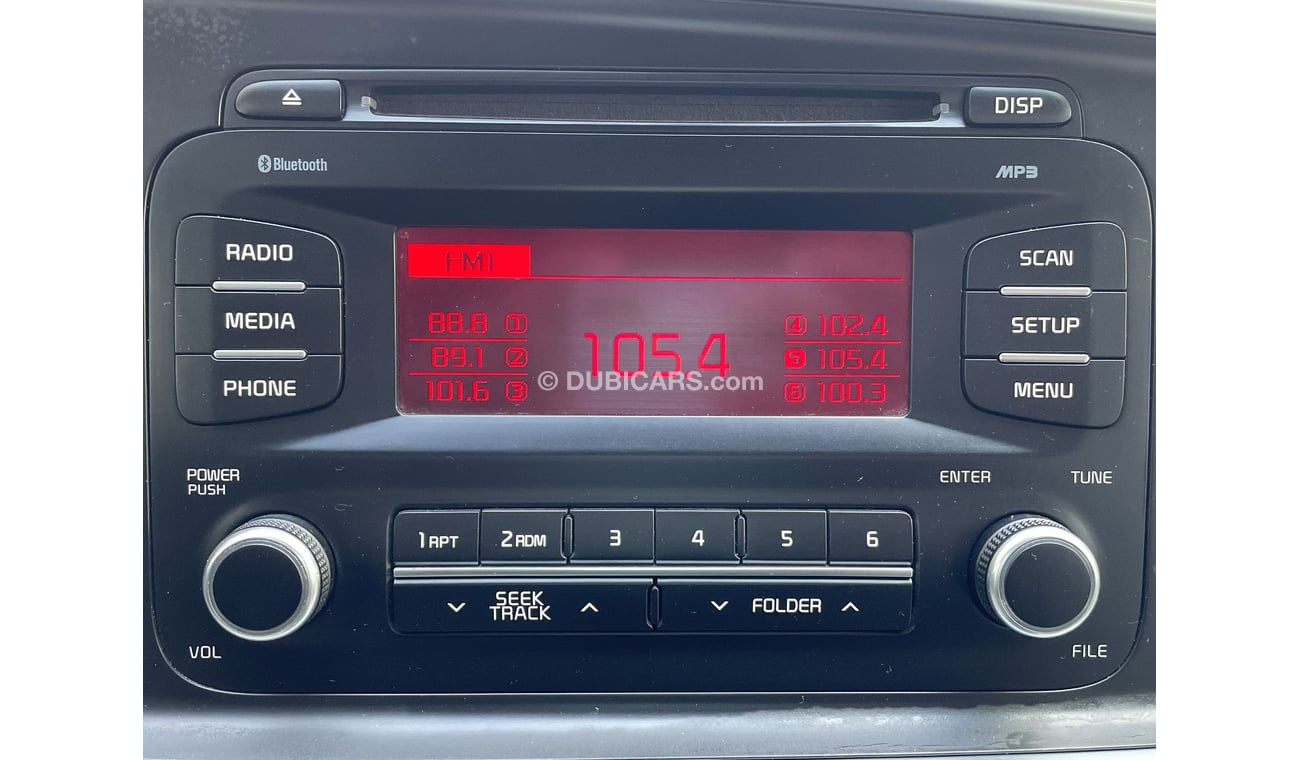 DISP
Bluetooth
MP3
RADIO
MEDIA
PHONE
FM1
88.8 1
89.1 2
101.6 3
105.4
4 102.4
5 105.4
6 100.3
© DUBICARS.com
SCAN
SETUP
MENU
POWER
PUSH
VOL
1 RPT
2 RDM
3
4
5
6
SEEK
TRACK
FOLDER
ENTER
TUNE
FILE